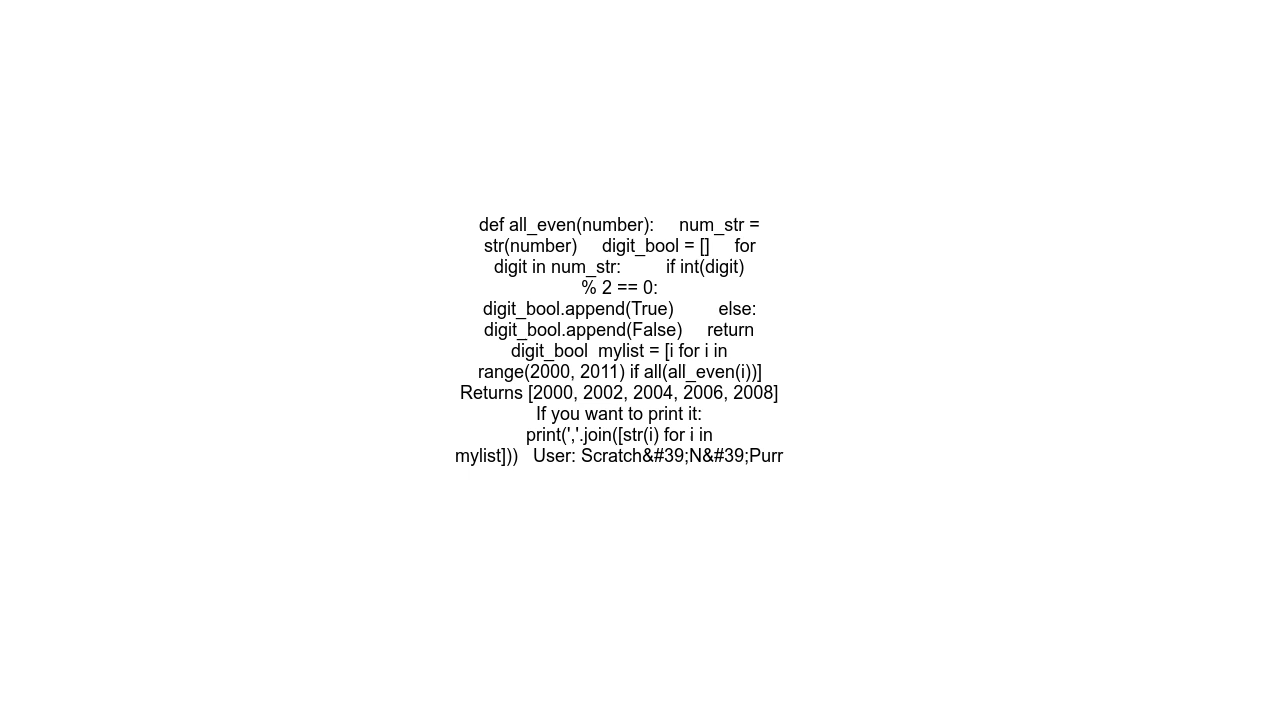 def all_even(number):     num_str =
str(number)     digit_bool = []     for
digit in num_str:         if int(digit)
% 2 == 0:
digit_bool.append(True)         else:
digit_bool.append(False)     return
digit_bool  mylist = [i for i in
range(2000, 2011) if all(all_even(i))]
Returns [2000, 2002, 2004, 2006, 2008]
If you want to print it:
print(','.join([str(i) for i in
mylist]))   User: Scratch&#39;N&#39;Purr